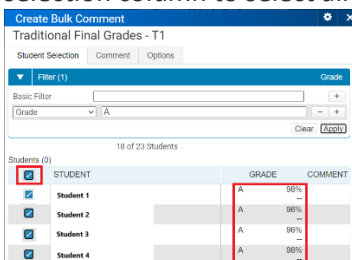 Create Bulk Comment
Traditional Final Grades - T1
Student Selection Comment Options
Filter (1) Grade
Basic Filter +
Grade A - +
Clear Apply
18 of 23 Students
Students (0)
STUDENT GRADE COMMENT
Student 1 A 98%
--
Student 2 A 96%
--
Student 3 A 96%
--
Student 4 A 98%
--